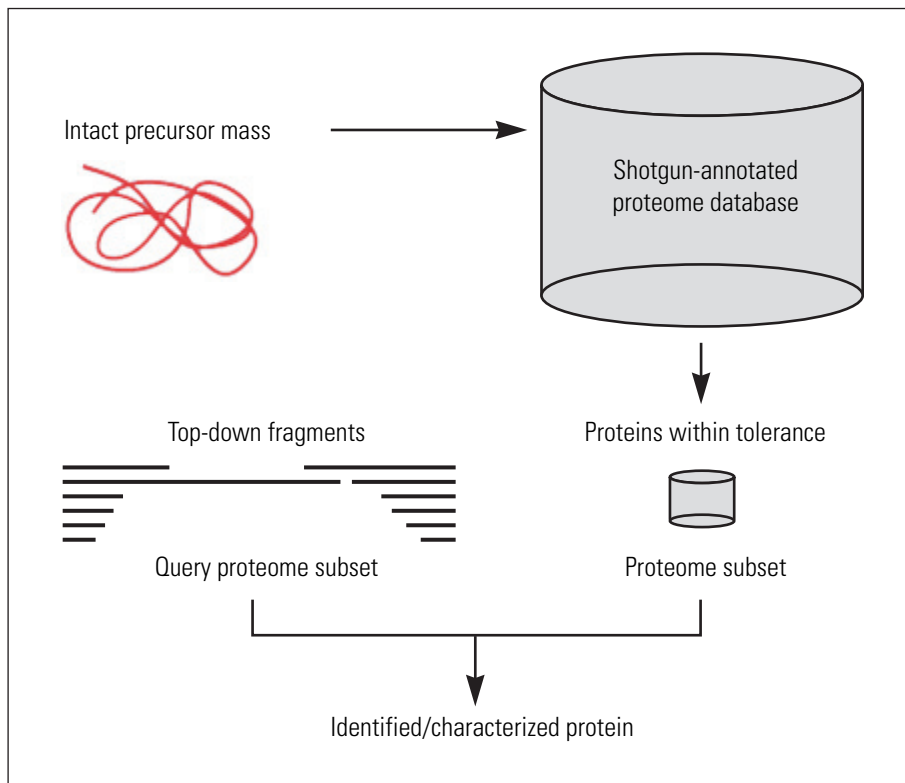 Intact precursor mass
Shotgun-annotated
proteome database
Top-down fragments
Proteins within tolerance
Query proteome subset
Proteome subset
Identified/characterized protein